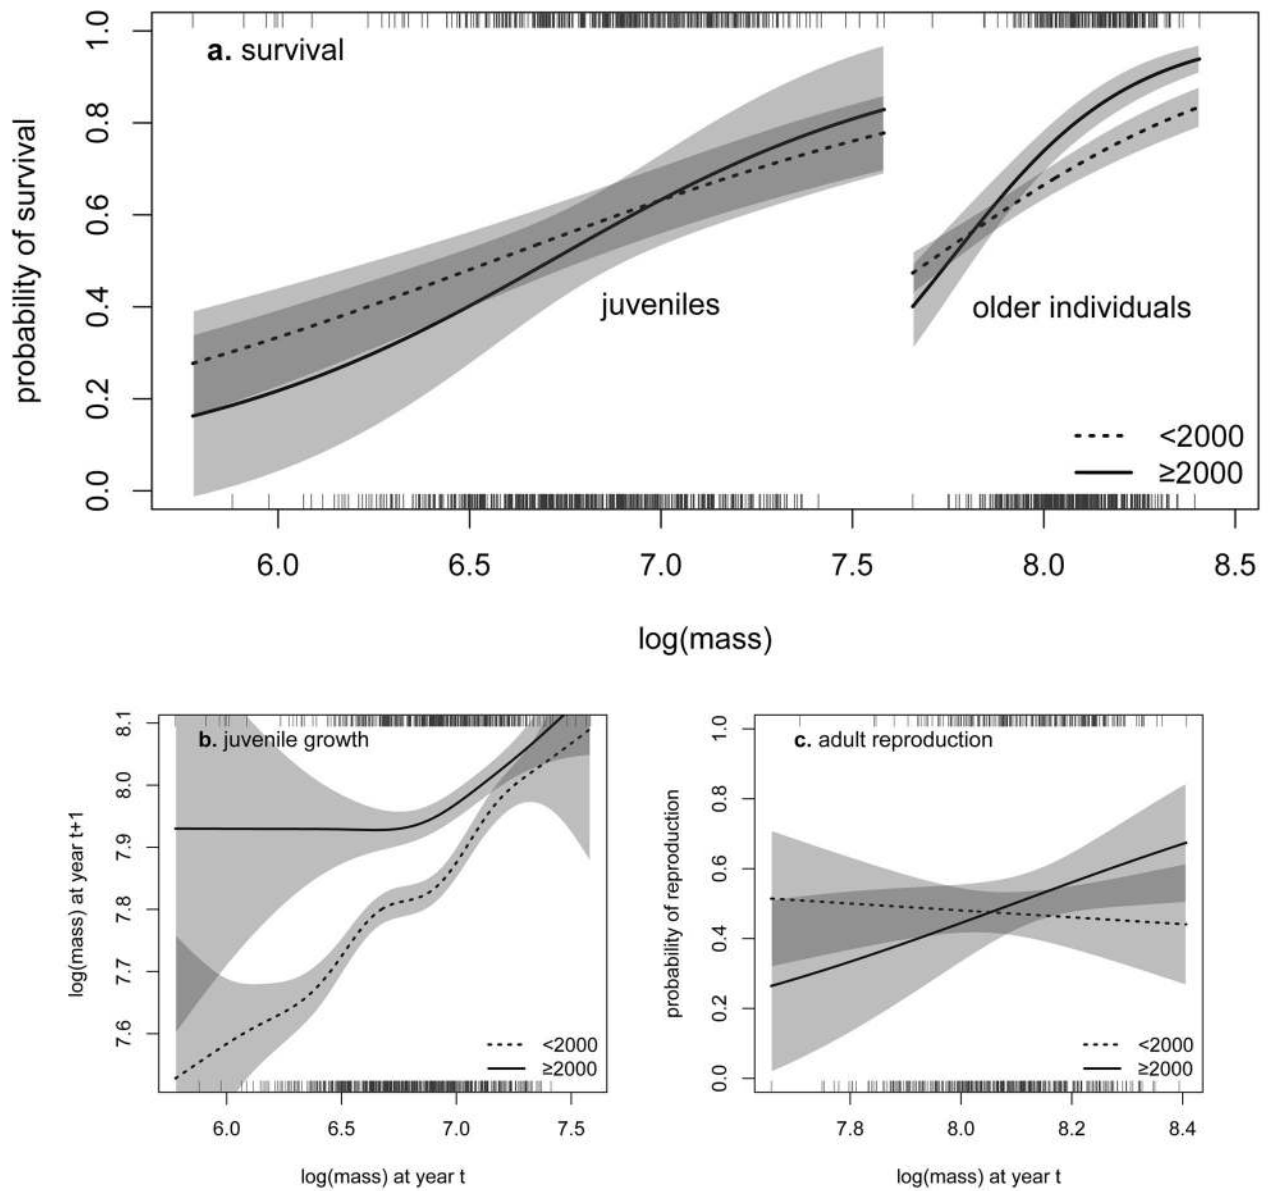 a. survival
probability of survival
1.0
0.8
0.6
0.4
0.2
0.0
juveniles
older individuals
<2000
≥2000
6.0 6.5 7.0 7.5 8.0 8.5
log(mass)
b. juvenile growth
log(mass) at year t+1
8.1
8.0
7.9
7.8
7.7
7.6
<2000
≥2000
6.0 6.5 7.0 7.5
log(mass) at year t
c. adult reproduction
probability of reproduction
1.0
0.8
0.6
0.4
0.2
0.0
<2000
≥2000
7.8 8.0 8.2 8.4
log(mass) at year t